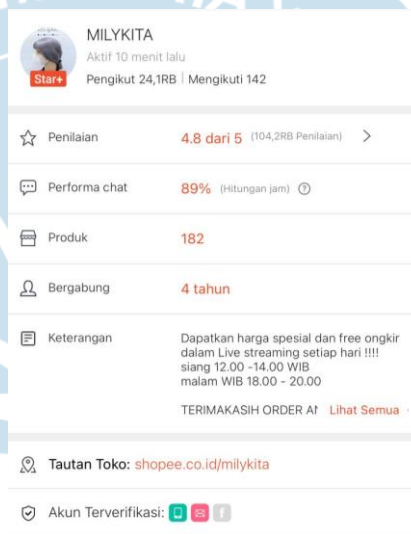 MILYKITA
Aktif 10 menit lalu
Star+
Pengikut 24,1RB | Mengikuti 142
Penilaian 4.8 dari 5 (104,2RB Penilaian)
Performa chat 89% (Hitungan jam)
Produk 182
Bergabung 4 tahun
Keterangan Dapatkan harga spesial dan free ongkir
dalam Live streaming setiap hari !!!!
siang 12.00 -14.00 WIB
malam WIB 18.00 - 20.00
TERIMAKASIH ORDER Lihat Semua
Tautan Toko: shopee.co.id/milykita
Akun Terverifikasi: